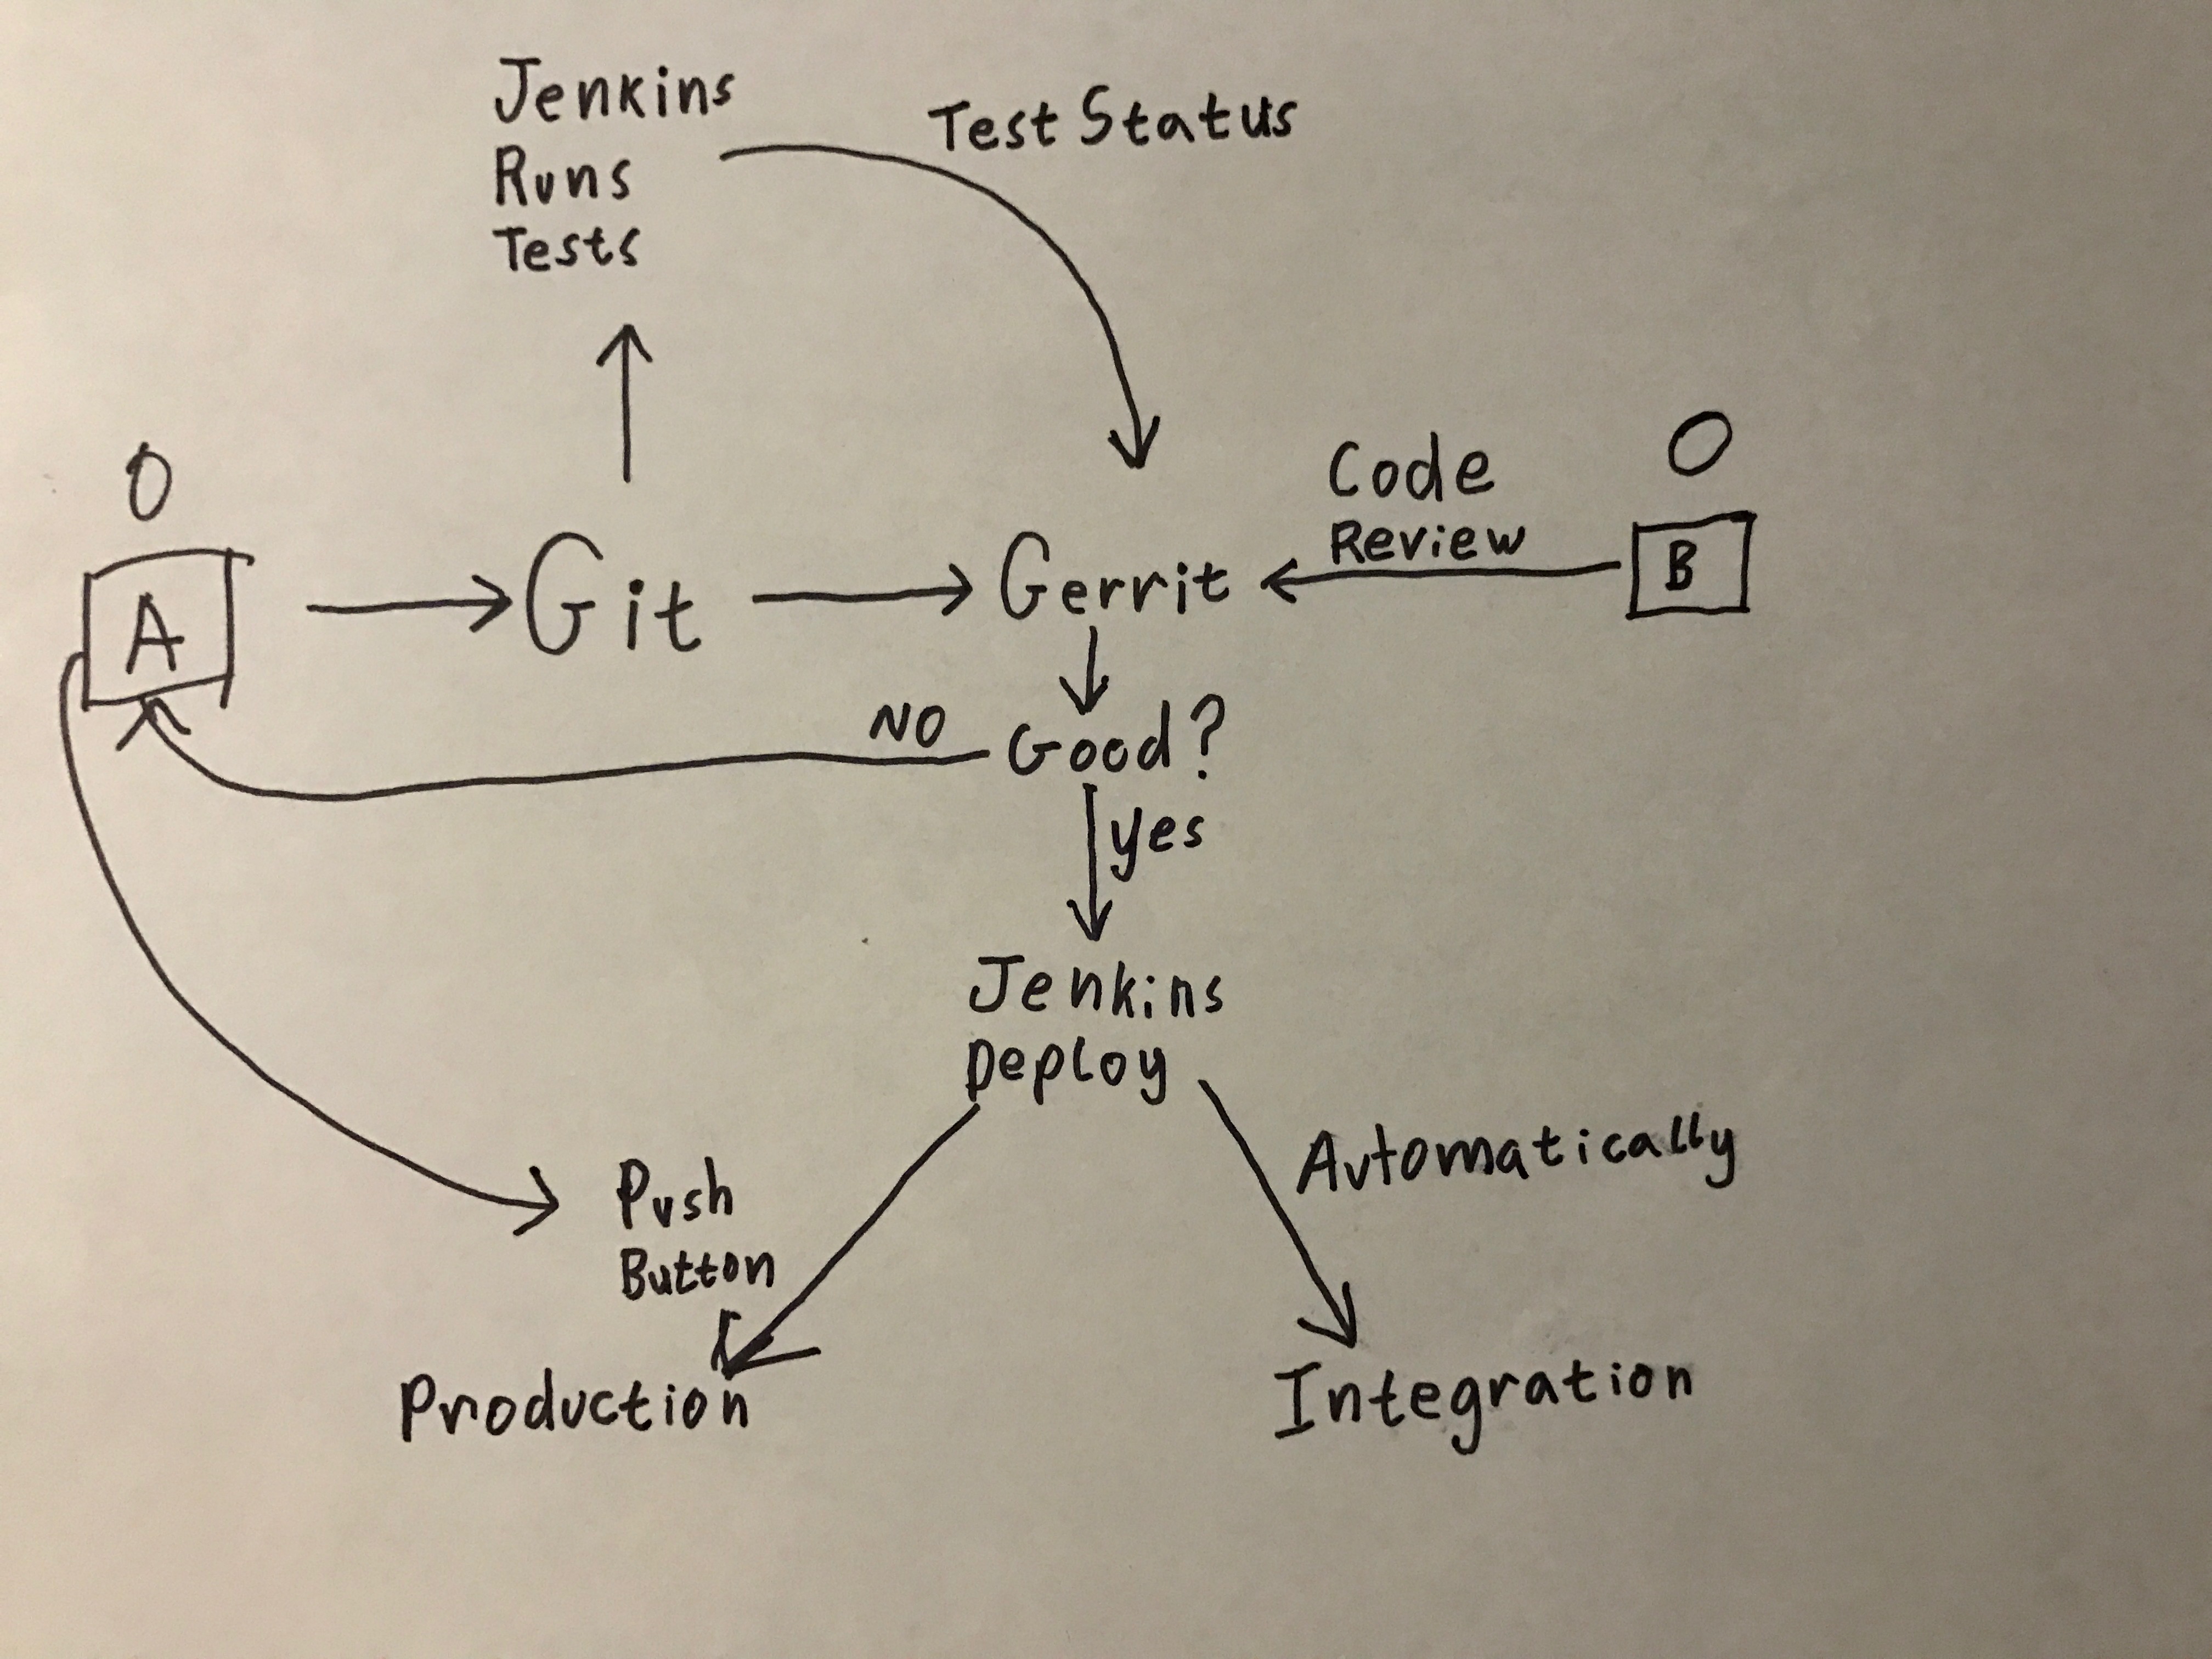 Jenkins
Runs
Tests
Test Status
Code
Review
A
Git
Gerrit
B
NO
Good?
yes
Jenkins
Deploy
Automatically
Push
Button
Production
Integration